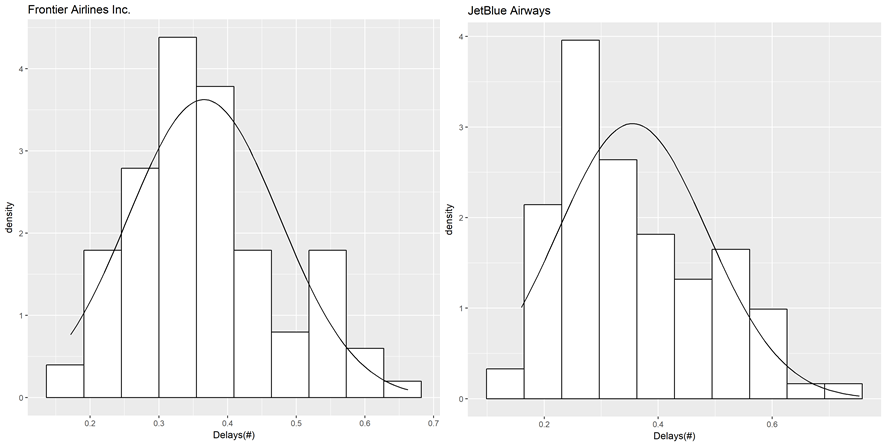 Frontier Airlines Inc.
4
3
2
1
0
density
0.2 0.3 0.4 0.5 0.6 0.7
Delays(#)
JetBlue Airways
4
3
2
1
0
density
0.2 0.4 0.6
Delays(#)